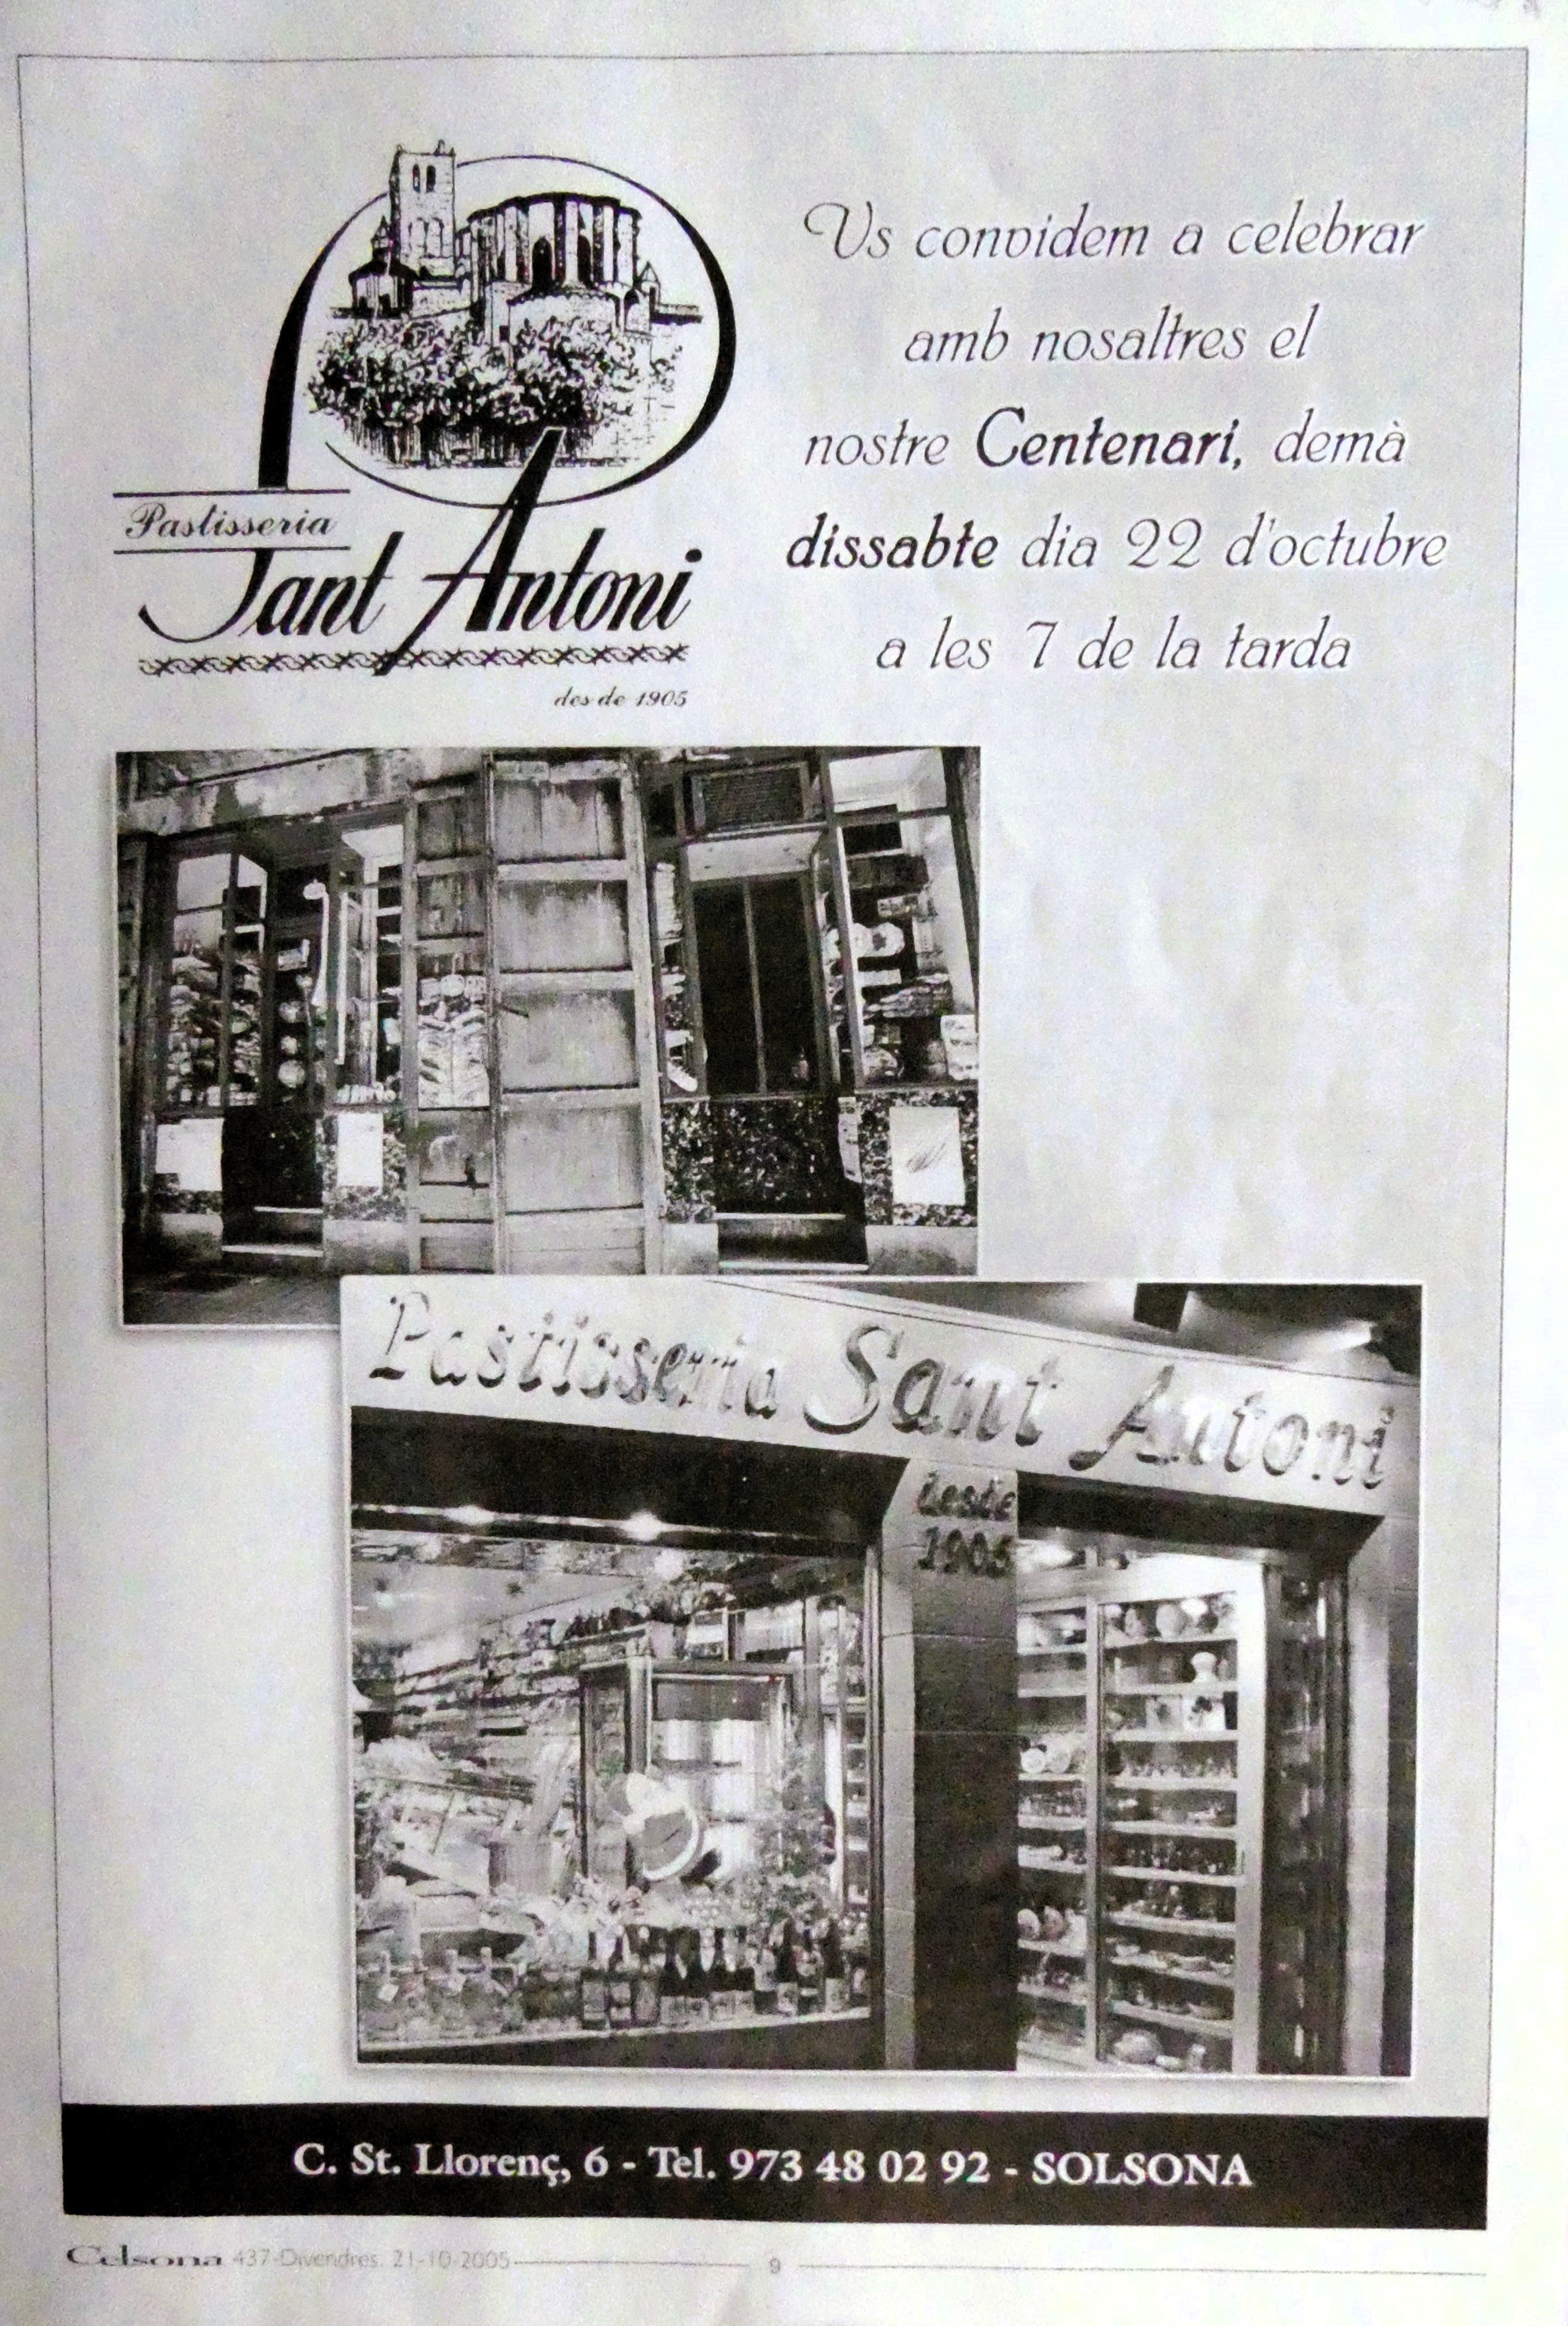 Pastisseria
Sant Antoni
des de 1905
Us convidem a celebrar
amb nosaltres el
nostre Centenari, demà
dissabte dia 22 d'octubre
a les 7 de la tarda
Pastisseria Sant Antoni
1905
C. St. Llorenç, 6 - Tel. 973 48 02 92 - SOLSONA
Celsona 437-Divendres, 21-10-2005
9